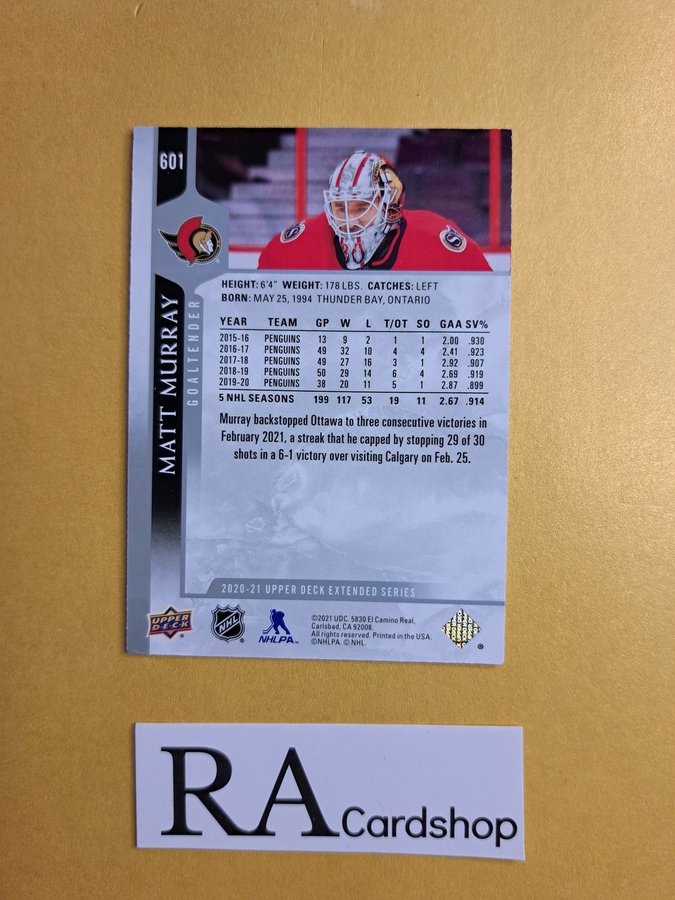 601
MATT MURRAY
GOALTENDER
HEIGHT: 6'4" WEIGHT: 178 LBS. CATCHES: LEFT
BORN: MAY 25, 1994 THUNDER BAY, ONTARIO
YEAR TEAM GP W L T/OT SO GAA SV%
2015-16 PENGUINS 13 9 2 1 1 2.00 .930
2016-17 PENGUINS 49 32 10 4 4 2.41 .923
2017-18 PENGUINS 49 27 16 3 1 2.92 .907
2018-19 PENGUINS 50 29 14 6 4 2.69 .919
2019-20 PENGUINS 38 20 11 5 1 2.87 .899
5 NHL SEASONS 199 117 53 19 11 2.67 .914
Murray backstopped Ottawa to three consecutive victories in
February 2021, a streak that he capped by stopping 29 of 30
shots in a 6-1 victory over visiting Calgary on Feb. 25.
2020-21 UPPER DECK EXTENDED SERIES
UPPER
DECK
NHL
NHLPA
©2021 UDC. 5830 El Camino Real,
Carlsbad, CA 92008.
All rights reserved. Printed in the USA.
©NHLPA. © NHL.
®
RA Cardshop